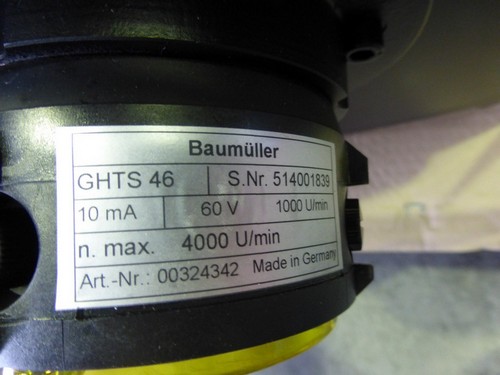 Baumüller
GHTS 46 S.Nr. 514001839
10 mA 60 V 1000 U/min
n. max. 4000 U/min
Art.-Nr.: 00324342 Made in Germany